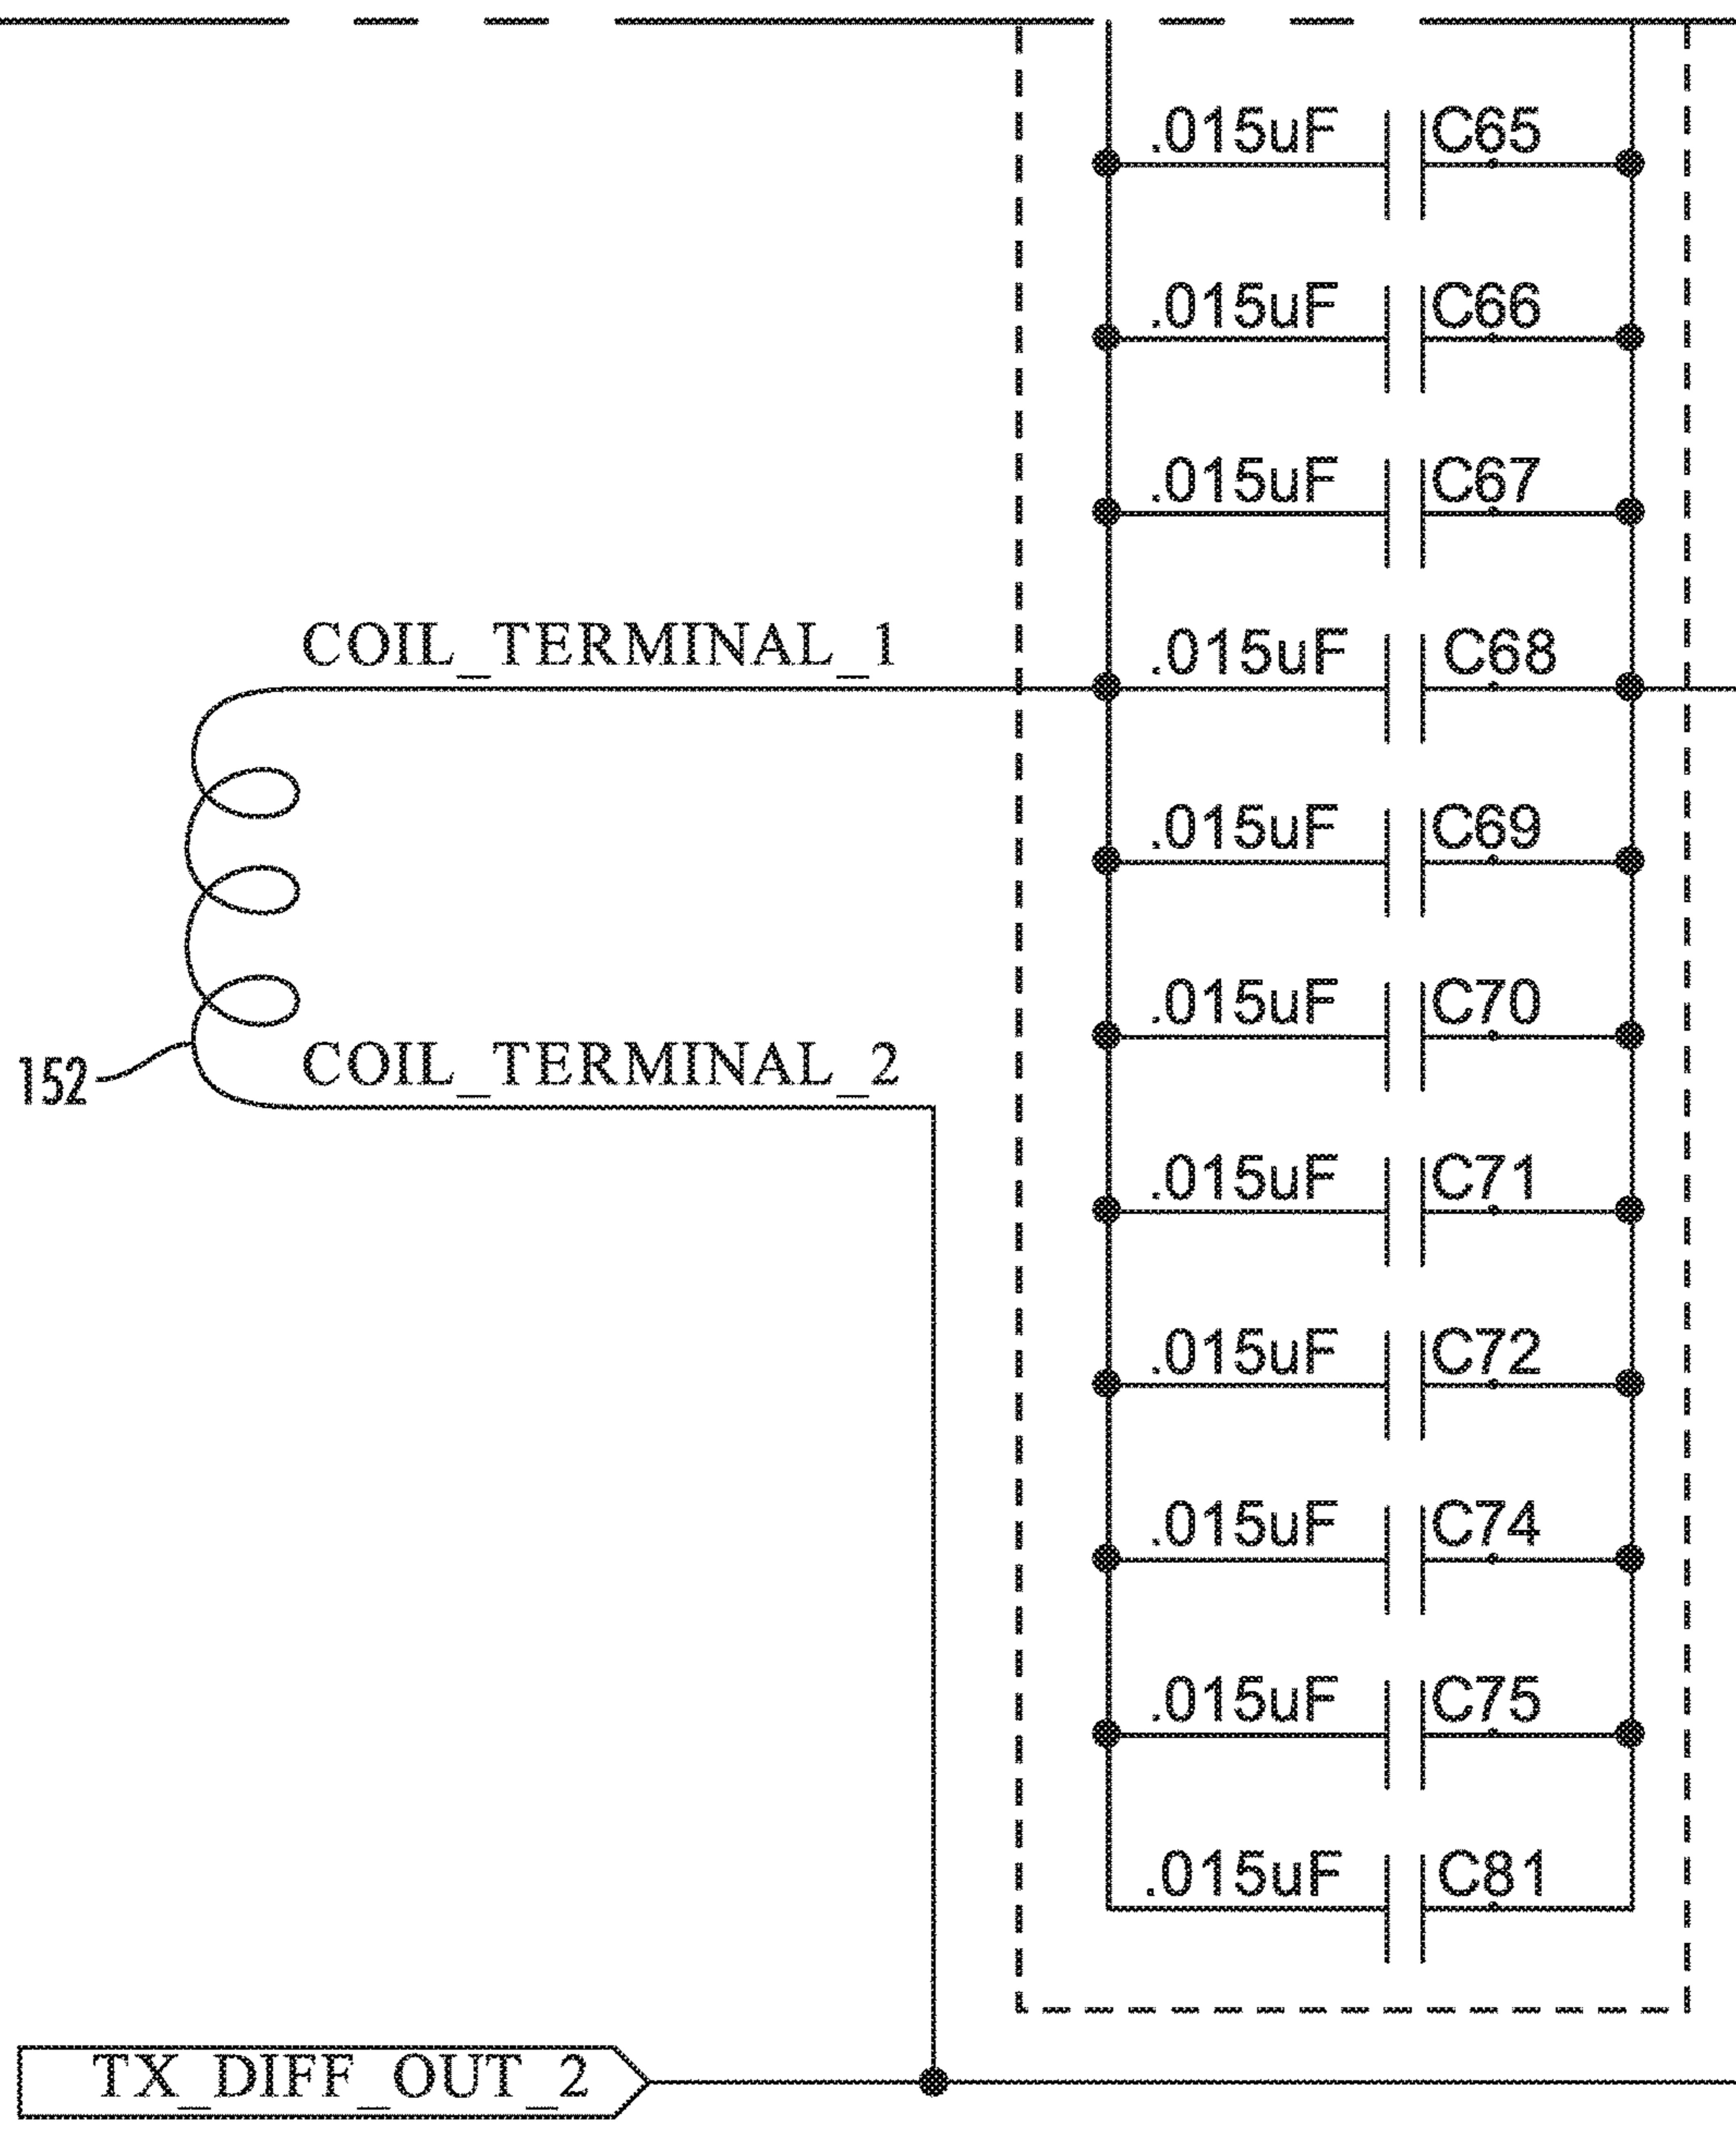 .015uF C65
.015uF C66
.015uF C67
COIL_TERMINAL_1
.015uF C68
.015uF C69
.015uF C70
152
COIL_TERMINAL_2
.015uF C71
.015uF C72
.015uF C74
.015uF C75
.015uF C81
TX_DIFF_OUT_2